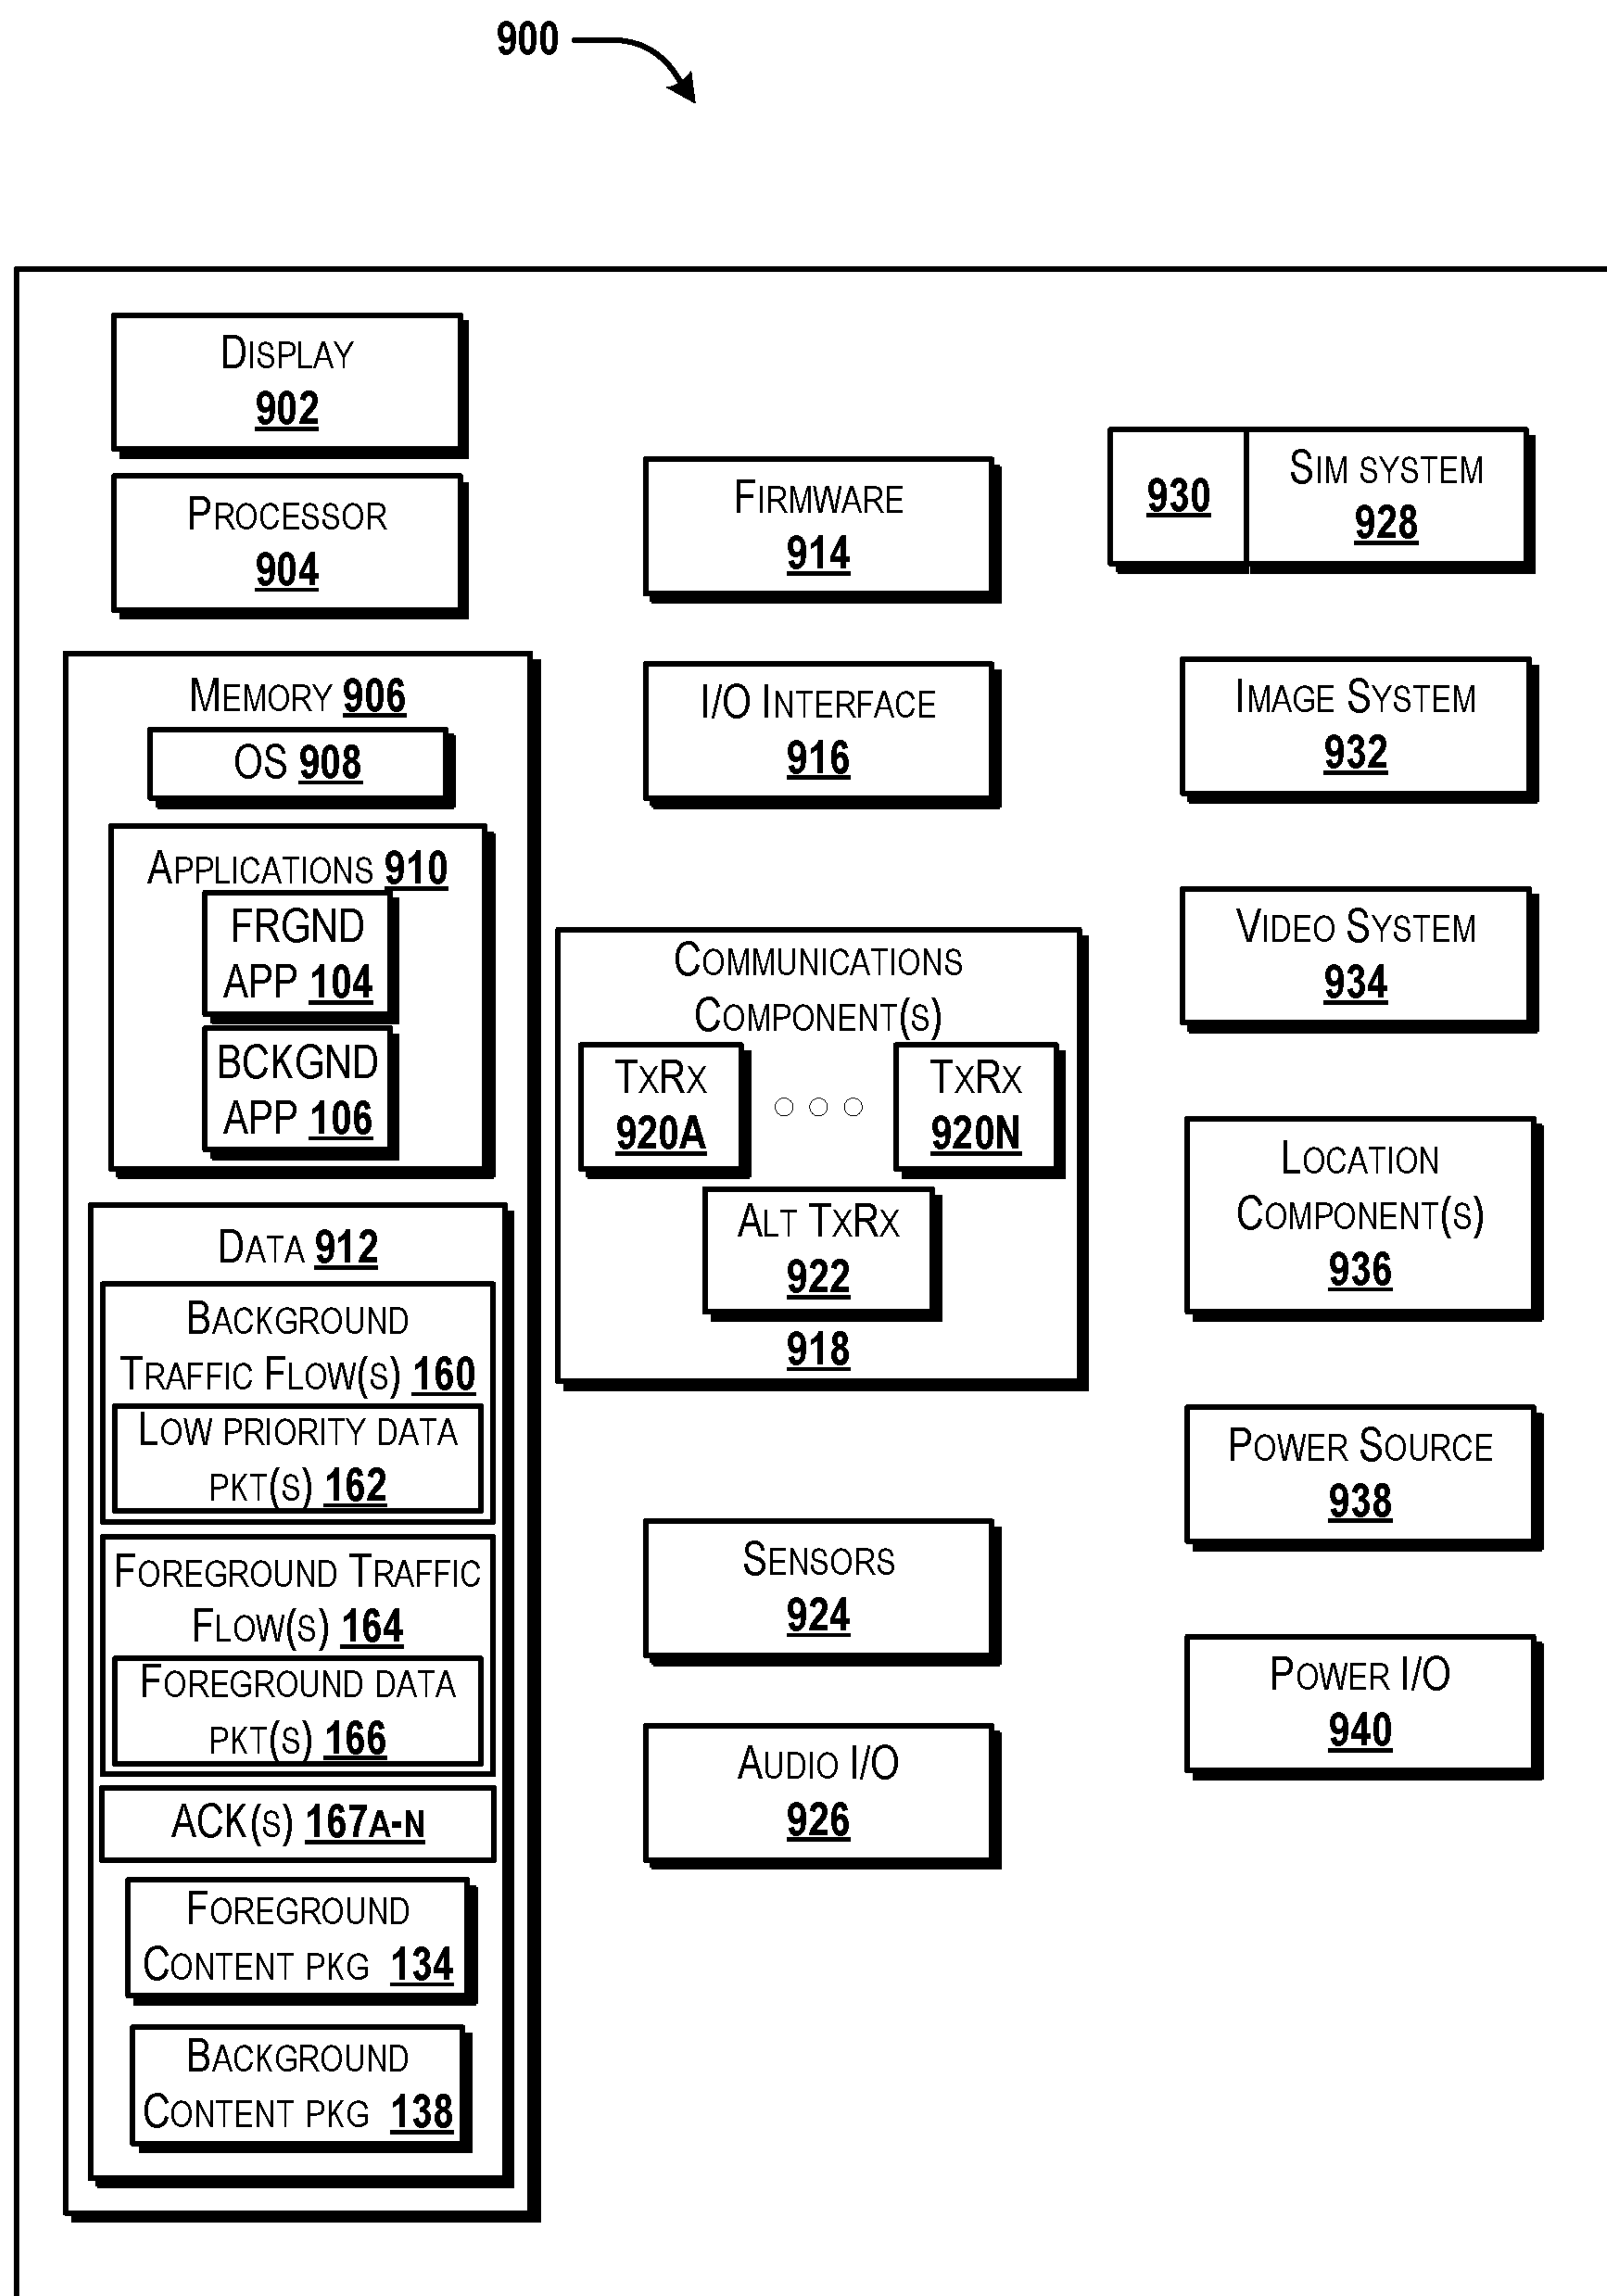 900
DISPLAY
902
PROCESSOR
904
MEMORY 906
OS 908
APPLICATIONS 910
FRGND
APP 104
BCKGND
APP 106
DATA 912
BACKGROUND
TRAFFIC FLOW(S) 160
LOW PRIORITY DATA
PKT(S) 162
FOREGROUND TRAFFIC
FLOW(S) 164
FOREGROUND DATA
PKT(S) 166
ACK(S) 167A-N
FOREGROUND
CONTENT PKG 134
BACKGROUND
CONTENT PKG 138
FIRMWARE
914
I/O INTERFACE
916
COMMUNICATIONS
COMPONENT(S)
TXRX
920A
TXRX
920N
ALT TXRX
922
918
SENSORS
924
AUDIO I/O
926
930
SIM SYSTEM
928
IMAGE SYSTEM
932
VIDEO SYSTEM
934
LOCATION
COMPONENT(S)
936
POWER SOURCE
938
POWER I/O
940